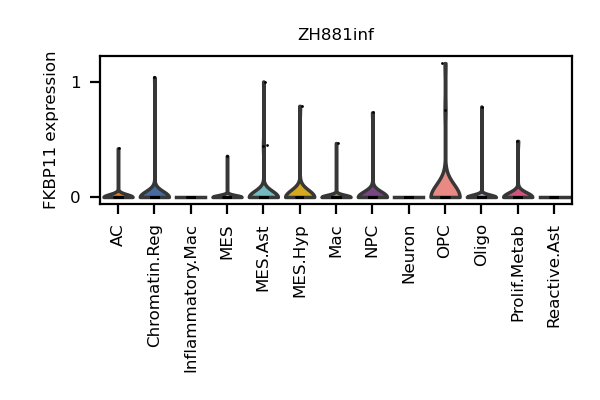 ZH881inf
FKBP11 expression
1
0
AC
Chromatin.Reg
Inflammatory.Mac
MES
MES.Ast
MES.Hyp
Mac
NPC
Neuron
OPC
Oligo
Prolif.Metab
Reactive.Ast